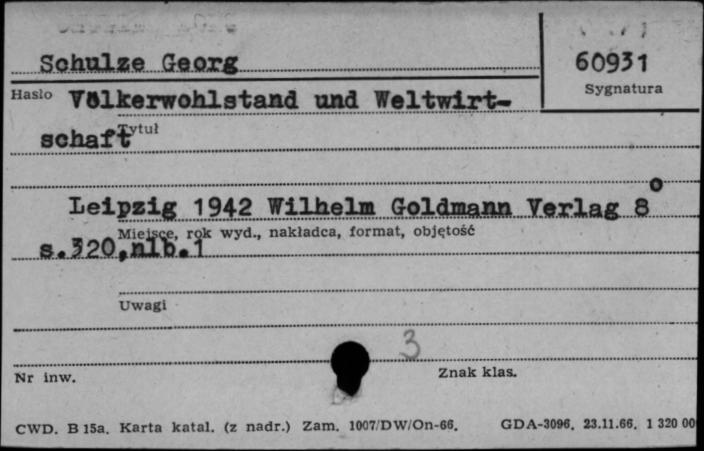 Schulze Georg
60931
Sygnatura
Hasło Völkerwohlstand und Weltwirt-
Tytuł
schaft
Leipzig 1942 Wilhelm Goldmann Verlag 8o
Miejsce, rok wyd., nakładca, format, objętość
s.320,nlb.1
Uwagi
3
Nr inw.
Znak klas.
CWD. B 15a. Karta katal. (z nadr.) Zam. 1007/DW/On-66. GDA-3096. 23.11.66. 1 320 00